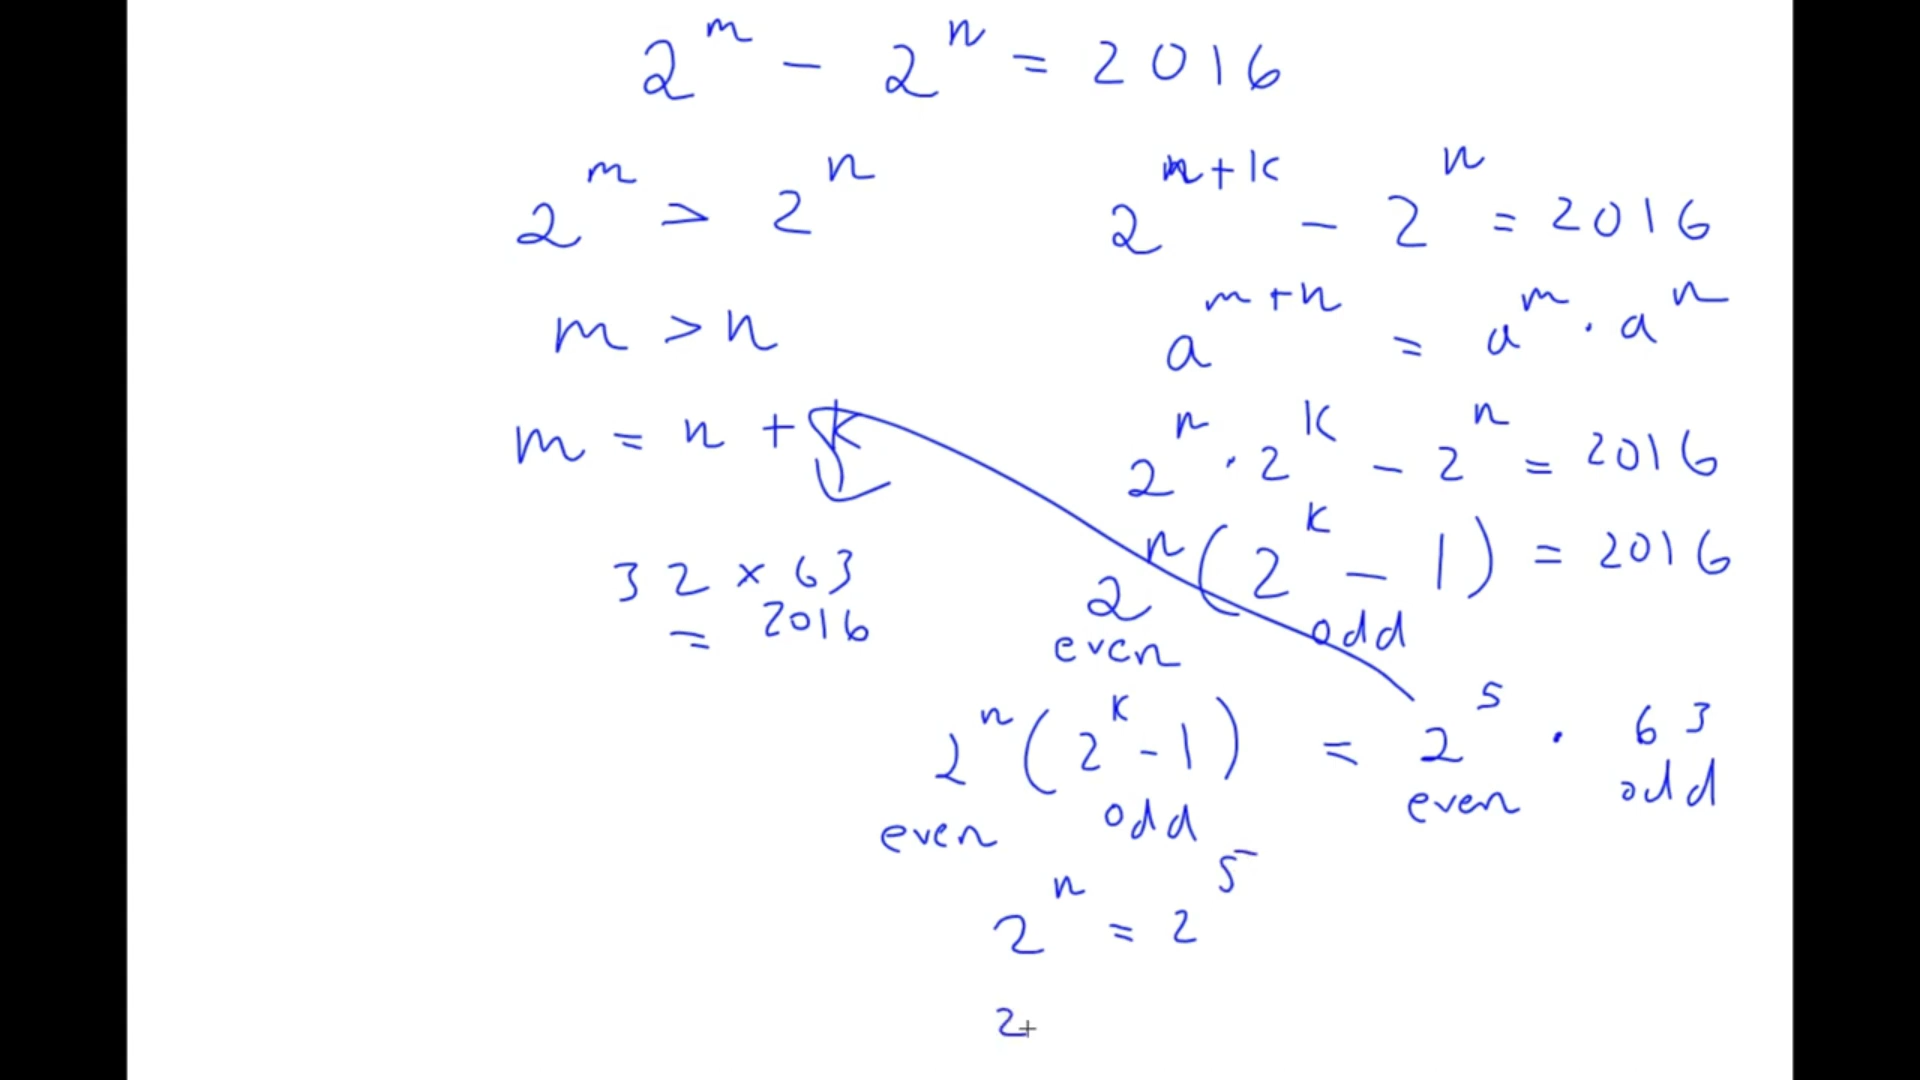 2^m - 2^n = 2016
2^m > 2^n
m > n
m = n + k
32 × 63
= 2016
2^{n+k} - 2^n = 2016
a^{m+n} = a^m · a^n
2^n · 2^k - 2^n = 2016
2^n (2^k - 1) = 2016
even odd
2^n (2^k - 1) = 2^5 · 63
even odd even odd
2^n = 2^5
2